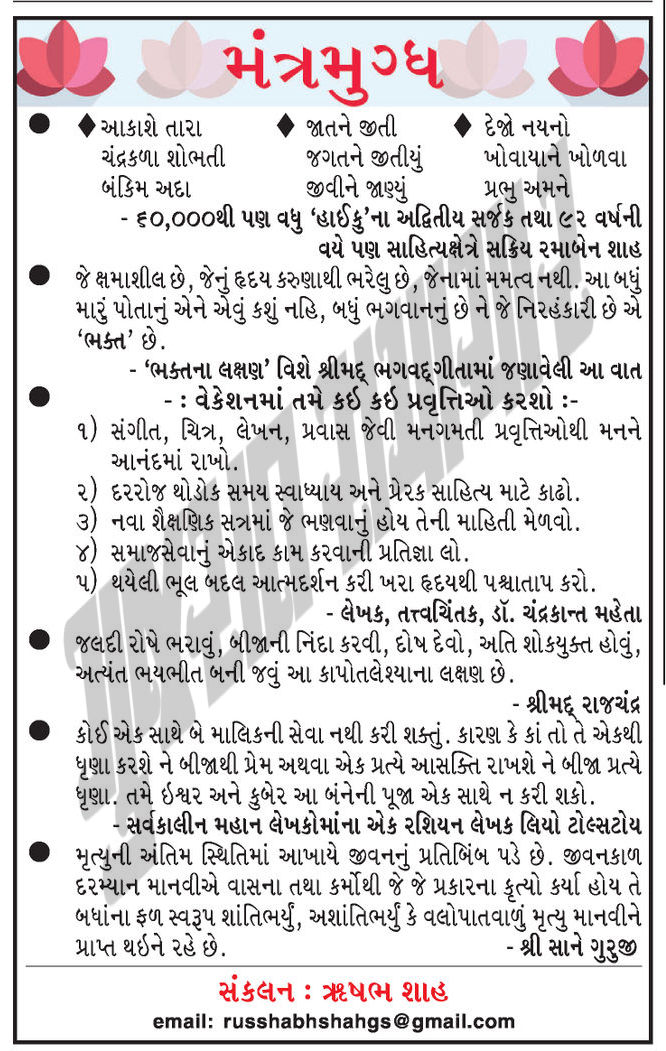 મંત્રમુગ્ધ
● ♦ આકાશે તારા ♦ જાતને જીતી ♦ દેજો નયનો
ચંદ્રકળા શોભતી જગતને જીતીયું ખોવાયાને ખોળવા
બંકિમ અદા જીવીને જાણ્યું પ્રભુ અમને
- ૬૦,૦૦૦થી પણ વધુ ‘હાઈકુ’ના અદ્વિતીય સર્જક તથા ૯૨ વર્ષની
વયે પણ સાહિત્યક્ષેત્રે સક્રિય રમાબેન શાહ
● જે ક્ષમાશીલ છે, જેનું હૃદય કરુણાથી ભરેલુ છે, જેનામાં મમત્વ નથી. આ બધું
મારું પોતાનું એને એવું કશું નહિ, બધું ભગવાનનું છે ને જે નિરહંકારી છે એ
‘ભક્ત’ છે.
- ‘ભક્તના લક્ષણ’ વિશે શ્રીમદ્ ભગવદ્ગીતામાં જણાવેલી આ વાત
● - : વેકેશનમાં તમે કઇ કઇ પ્રવૃત્તિઓ કરશો :-
૧) સંગીત, ચિત્ર, લેખન, પ્રવાસ જેવી મનગમતી પ્રવૃત્તિઓથી મનને
આનંદમાં રાખો.
૨) દરરોજ થોડોક સમય સ્વાધ્યાય અને પ્રેરક સાહિત્ય માટે કાઢો.
૩) નવા શૈક્ષણિક સત્રમાં જે ભણવાનું હોય તેની માહિતી મેળવો.
૪) સમાજસેવાનું એકાદ કામ કરવાની પ્રતિજ્ઞા લો.
૫) થયેલી ભૂલ બદલ આત્મદર્શન કરી ખરા હૃદયથી પશ્ચાતાપ કરો.
- લેખક, તત્ત્વચિંતક, ડૉ. ચંદ્રકાન્ત મહેતા
● જલદી રોષે ભરાવું, બીજાની નિંદા કરવી, દોષ દેવો, અતિ શોકયુક્ત હોવું,
અત્યંત ભયભીત બની જવું આ કાપોતલેશ્યાના લક્ષણ છે.
- શ્રીમદ્ રાજચંદ્ર
● કોઈ એક સાથે બે માલિકની સેવા નથી કરી શકતું. કારણ કે કાં તો તે એકથી
ધૃણા કરશે ને બીજાથી પ્રેમ અથવા એક પ્રત્યે આસક્તિ રાખશે ને બીજા પ્રત્યે
ધૃણા. તમે ઇશ્વર અને કુબેર આ બંનેની પૂજા એક સાથે ન કરી શકો.
- સર્વકાલીન મહાન લેખકોમાંના એક રશિયન લેખક લિયો ટોલ્સટોય
● મૃત્યુની અંતિમ સ્થિતિમાં આખાયે જીવનનું પ્રતિબિંબ પડે છે. જીવનકાળ
દરમ્યાન માનવીએ વાસના તથા કર્મોથી જે જે પ્રકારના કૃત્યો કર્યા હોય તે
બધાંના ફળ સ્વરૂપ શાંતિભર્યું, અશાંતિભર્યું કે વલોપાતવાળું મૃત્યુ માનવીને
પ્રાપ્ત થઇને રહે છે. - શ્રી સાને ગુરુજી
સંકલન : ઋષભ શાહ
email: russhabhshahgs@gmail.com
ગુજરાત સમાચાર